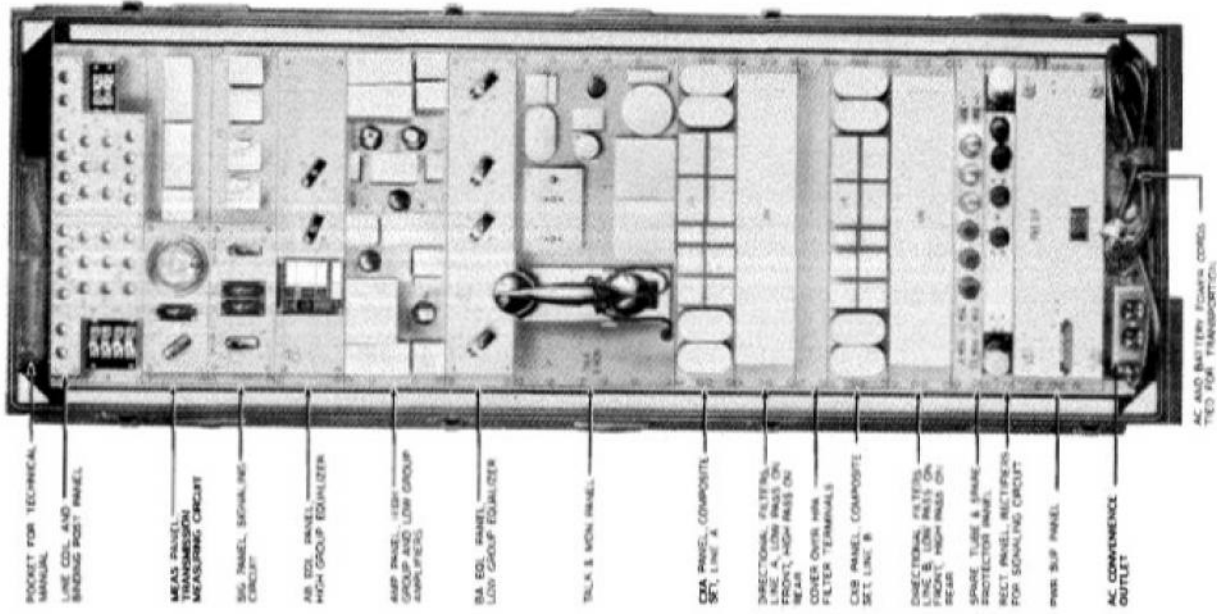 POCKET FOR TECHNICAL
MANUAL
LINE COIL AND
BINDING POST PANEL
MEAS PANEL,
TRANSMISSION
MEASURING CIRCUIT
SIG PANEL SIGNALING
CIRCUIT
AB EQL PANEL,
HIGH GROUP EQUALIZER
AMP PANEL, HIGH
GROUP AND LOW GROUP
AMPLIFIERS
BA EQL PANEL,
LOW GROUP EQUALIZER
TALK & MON PANEL
CXA PANEL, COMPOSITE
SET, LINE A
DIRECTIONAL FILTERS,
LINE A, LOW PASS ON
FRONT, HIGH PASS ON
REAR
COVER OVER HPA
FILTER TERMINALS
CXB PANEL COMPOSITE
SET, LINE B
DIRECTIONAL FILTERS
LINE B, LOW PASS ON
FRONT, HIGH PASS ON
REAR
SPARE TUBE & SPARE
PROTECTOR PANEL
RECT PANEL, RECTIFIERS
FOR SIGNALING CIRCUIT
PWR SUP PANEL
AC CONVENIENCE
OUTLET
AC AND BATTERY POWER CORDS
TIED FOR TRANSPORTATION